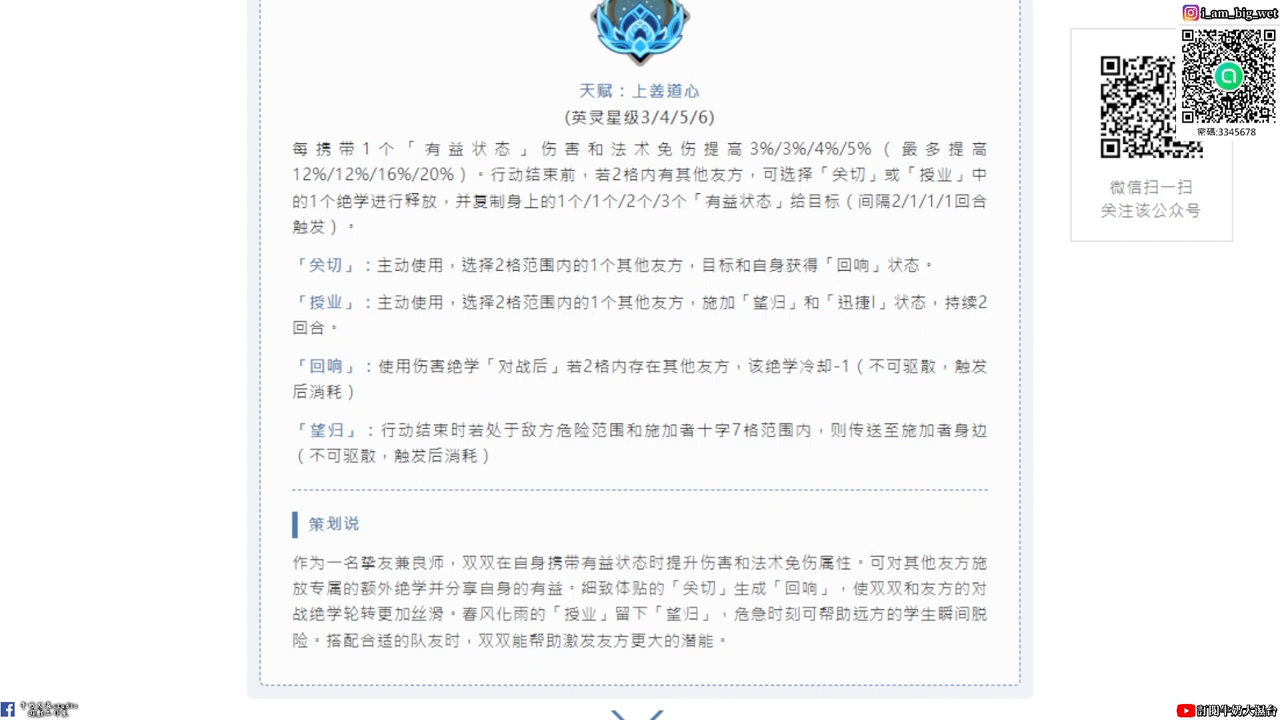 i_am_big_wet
密碼:3345678
微信扫一扫
关注该公众号
天赋：上善道心
(英灵星级3/4/5/6)
每携带1个「有益状态」伤害和法术免伤提高3%/3%/4%/5%（最多提高
12%/12%/16%/20%）。行动结束前，若2格内有其他友方，可选择「关切」或「授业」中
的1个绝学进行释放，并复制身上的1个/1个/2个/3个「有益状态」给目标（间隔2/1/1/1回合
触发）。
「关切」：主动使用，选择2格范围内的1个其他友方，目标和自身获得「回响」状态。
「授业」：主动使用，选择2格范围内的1个其他友方，施加「望归」和「迅捷I」状态，持续2
回合。
「回响」：使用伤害绝学「对战后」若2格内存在其他友方，该绝学冷却-1（不可驱散，触发
后消耗）
「望归」：行动结束时若处于敌方危险范围和施加者十字7格范围内，则传送至施加者身边
（不可驱散，触发后消耗）
策划说
作为一名挚友兼良师，双双在自身携带有益状态时提升伤害和法术免伤属性。可对其他友方施
放专属的额外绝学并分享自身的有益。细致体贴的「关切」生成「回响」，使双双和友方的对
战绝学轮转更加丝滑。春风化雨的「授业」留下「望归」，危急时刻可帮助远方的学生瞬间脱
险。搭配合适的队友时，双双能帮助激发友方更大的潜能。
訂閱牛奶大混台